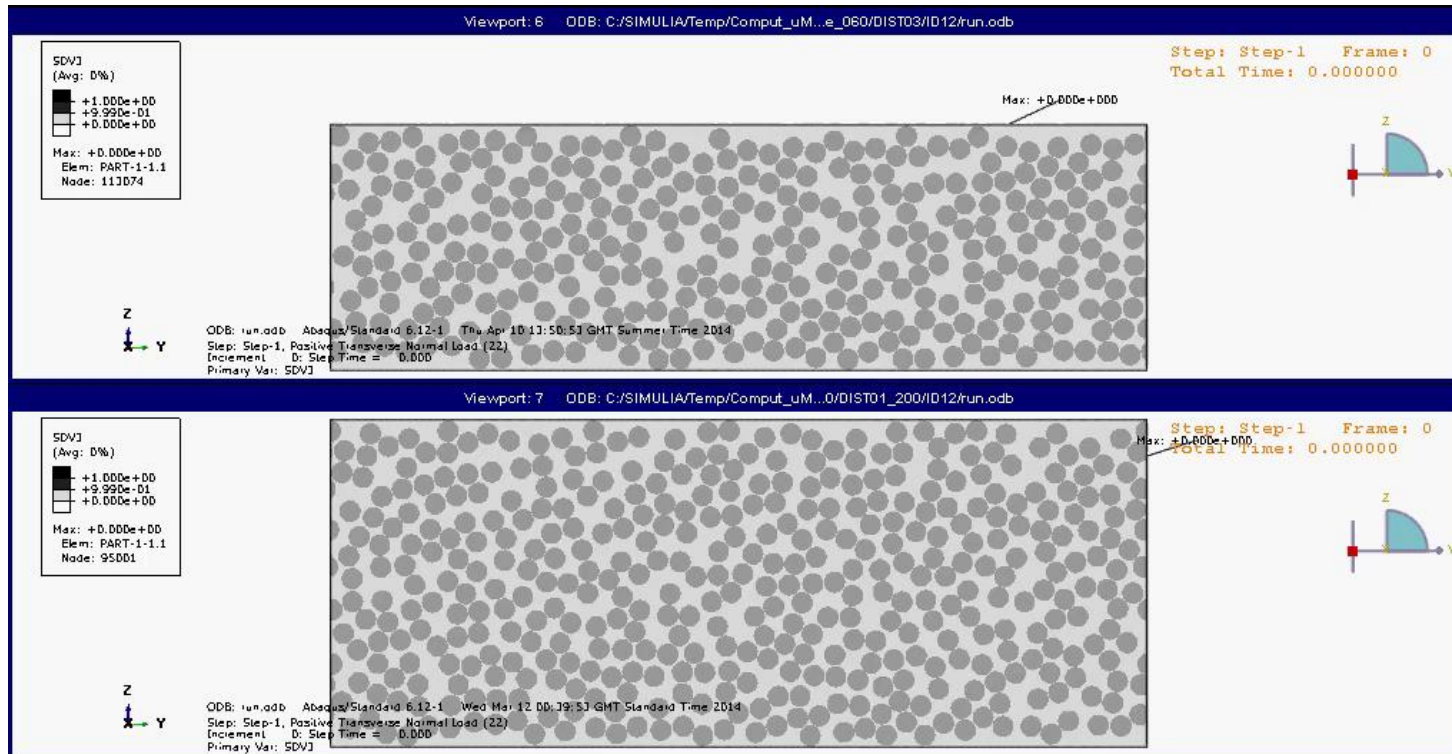 Viewport: 6 ODB: C:/SIMULIA/Temp/Comput_uM...e_060/DIST03/ID12/run.odb
Step: Step-1 Frame: 0
Total Time: 0.000000
SDV3
(Avg: 0%)
+1.000e+00
+9.990e-01
+0.000e+00
Max: +0.000e+00
Elem: PART-1-1.1
Node: 113074
Max: +0.000e+000
Z
Y
Z
X
Y
ODB: run.odb Abaqus/Standard 6.12-1 Thu Apr 10 13:50:53 GMT Summer Time 2014
Step: Step-1, Positive Transverse Normal Load (22)
Increment 0: Step Time = 0.000
Primary Var: SDV3
Viewport: 7 ODB: C:/SIMULIA/Temp/Comput_uM...0/DIST01_200/ID12/run.odb
Step: Step-1 Frame: 0
Total Time: 0.000000
SDV3
(Avg: 0%)
+1.000e+00
+9.990e-01
+0.000e+00
Max: +0.000e+00
Elem: PART-1-1.1
Node: 95001
Max: +0.000e+000
Z
Y
Z
X
Y
ODB: run.odb Abaqus/Standard 6.12-1 Wed Mar 12 00:39:53 GMT Standard Time 2014
Step: Step-1, Positive Transverse Normal Load (22)
Increment 0: Step Time = 0.000
Primary Var: SDV3